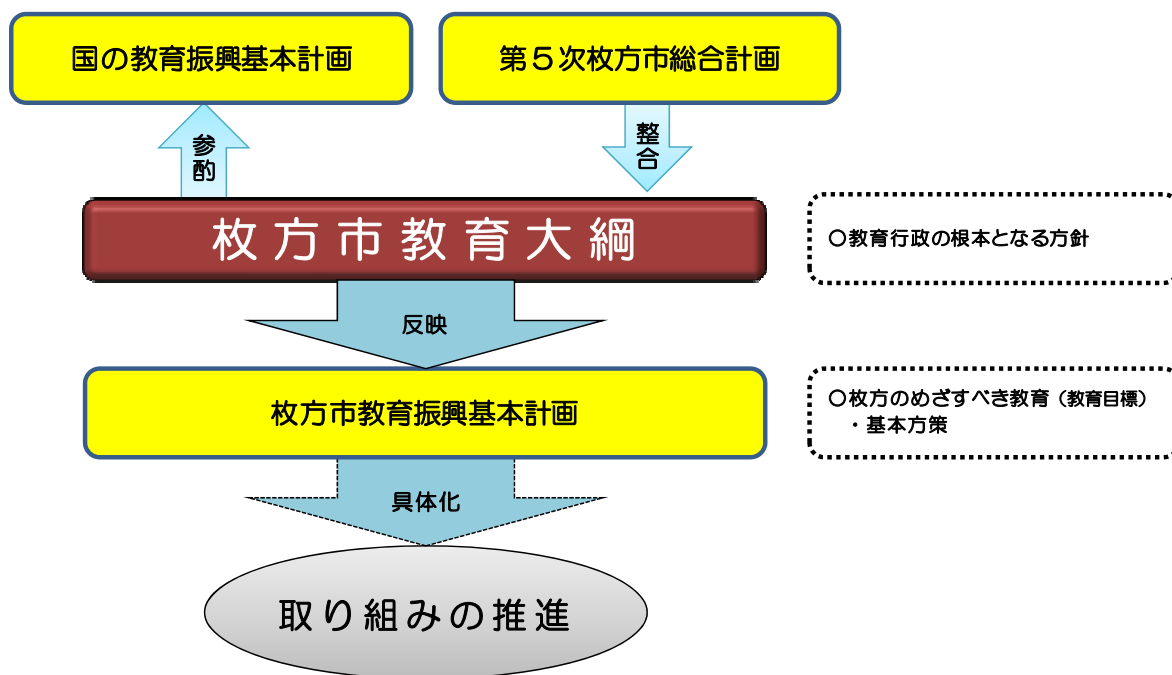 国の教育振興基本計画
第５次枚方市総合計画
参酌
整合
枚方市教育大綱
〇教育行政の根本となる方針
反映
枚方市教育振興基本計画
〇枚方のめざすべき教育（教育目標）
・基本方策
具体化
取り組みの推進